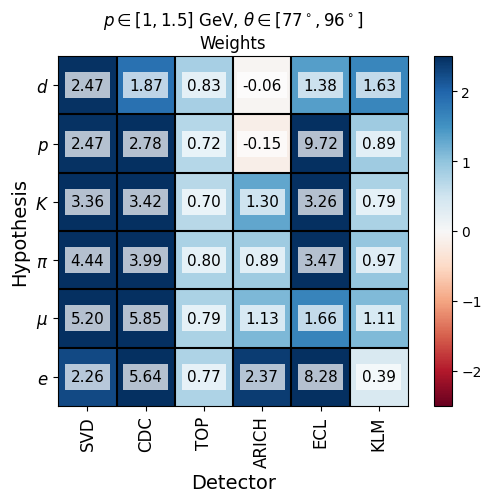 p ∈ [1, 1.5] GeV, θ ∈ [77°, 96°]
Weights
Hypothesis
d 2.47 1.87 0.83 -0.06 1.38 1.63
p 2.47 2.78 0.72 -0.15 9.72 0.89
K 3.36 3.42 0.70 1.30 3.26 0.79
π 4.44 3.99 0.80 0.89 3.47 0.97
μ 5.20 5.85 0.79 1.13 1.66 1.11
e 2.26 5.64 0.77 2.37 8.28 0.39
SVD CDC TOP ARICH ECL KLM
Detector
2
1
0
−1
−2